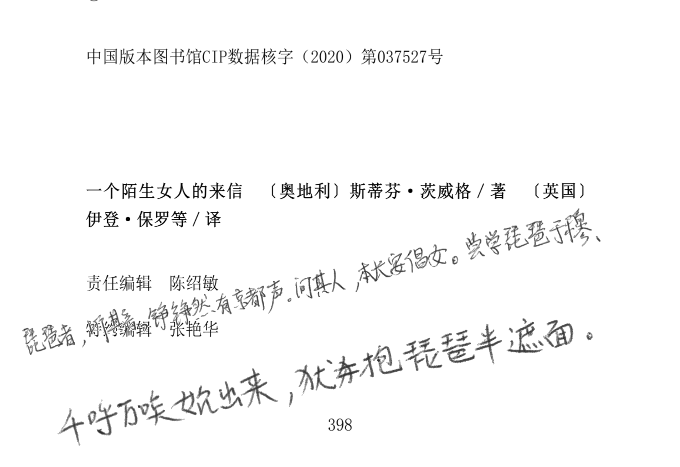 中国版本图书馆CIP数据核字（2020）第037527号
一个陌生女人的来信 〔奥地利〕斯蒂芬·茨威格/著 〔英国〕
伊登·保罗等/译
责任编辑 陈绍敏
特约编辑 张艳华
琵琶者，听其音，铮铮然有京都声。问其人，本长安倡女。尝学琵琶于穆、
千呼万唤始出来，犹抱琵琶半遮面。
398